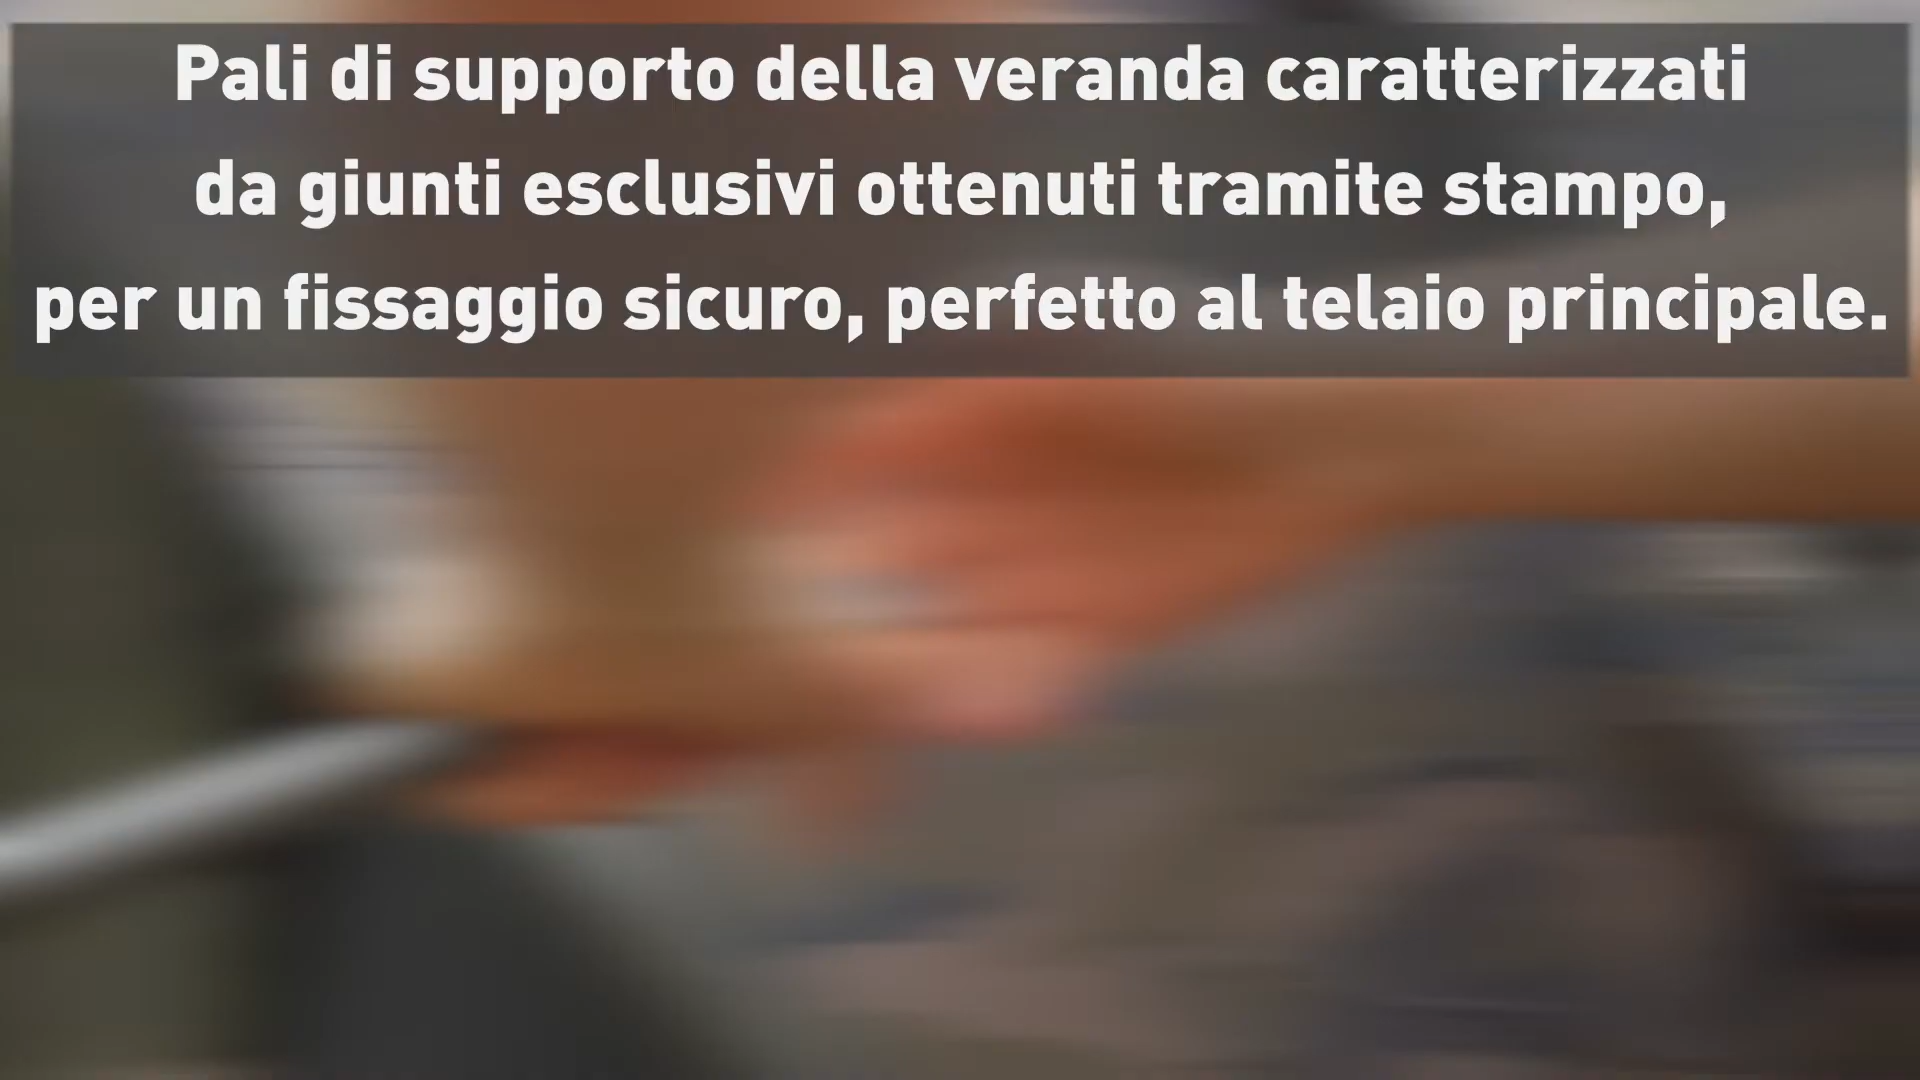 Pali di supporto della veranda caratterizzati
da giunti esclusivi ottenuti tramite stampo,
per un fissaggio sicuro, perfetto al telaio principale.